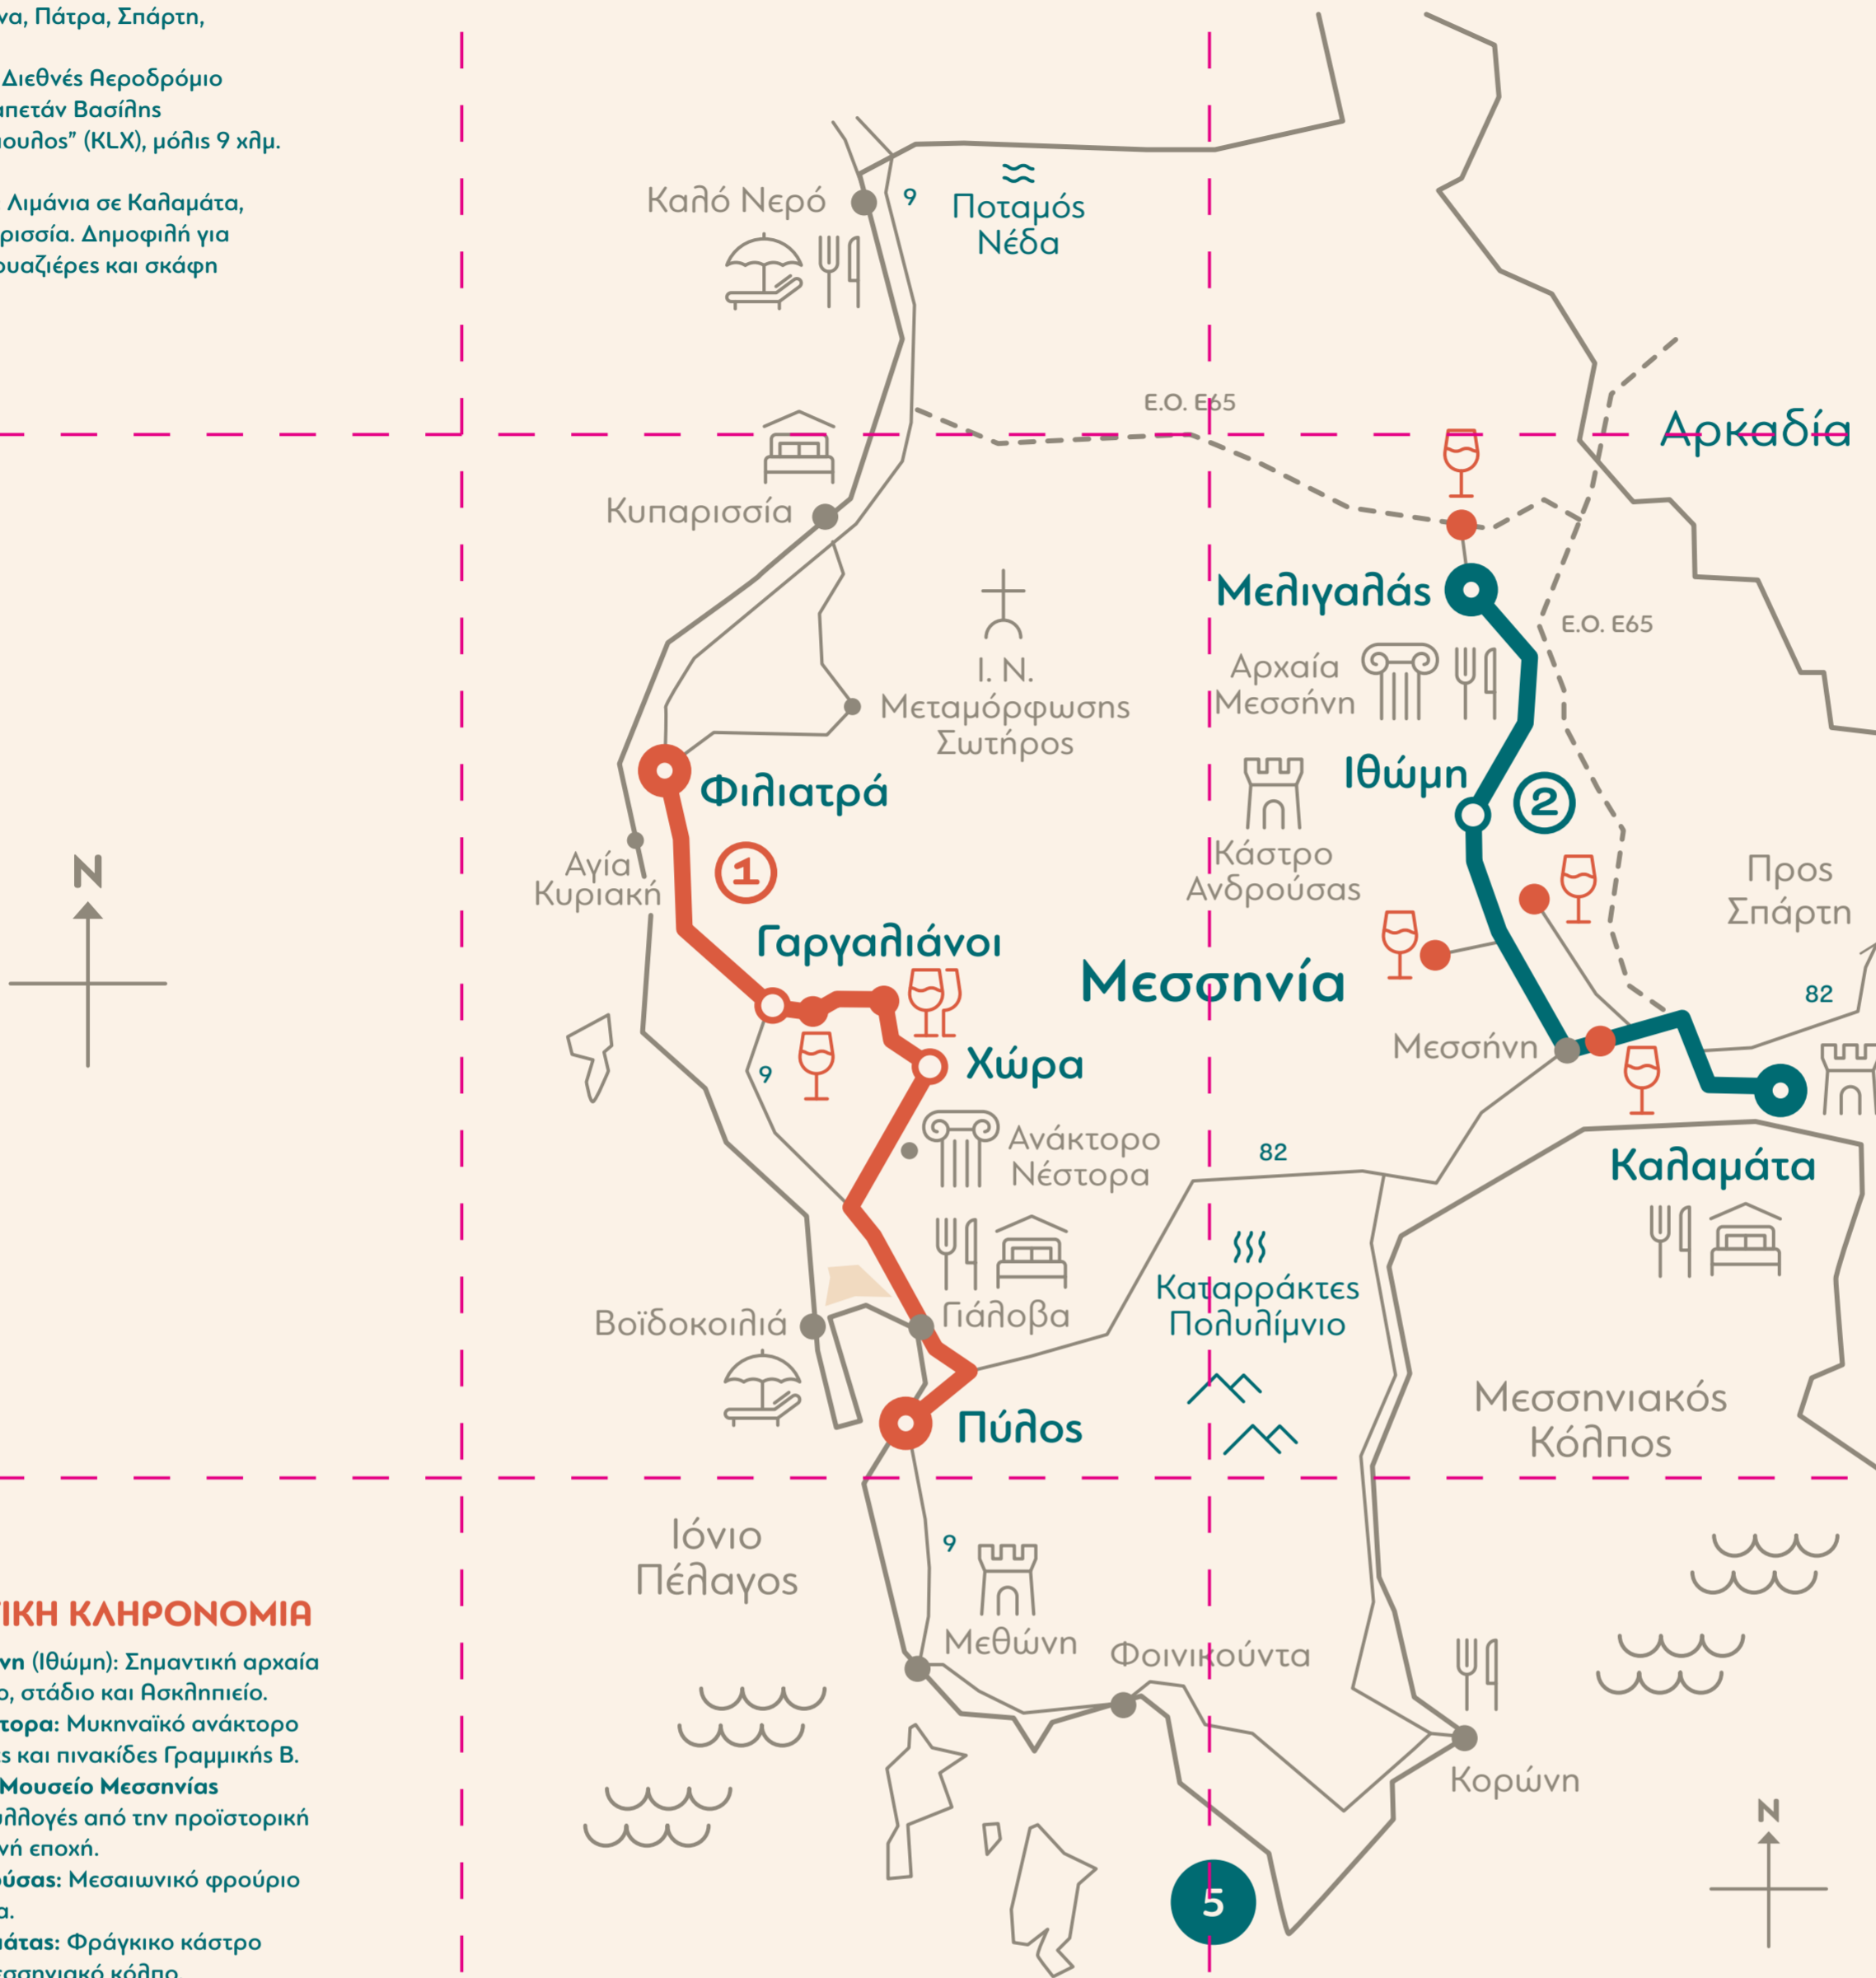 να, Πάτρα, Σπάρτη,
Διεθνές Αεροδρόμιο
απετάν Βασίλης
ουλος" (KLX), μόλις 9 χλμ.
Λιμάνια σε Καλαμάτα,
ρισσία. Δημοφιλή για
ουαζιέρες και σκάφη
Καλό Νερό
9
Ποταμός
Νέδα
Ε.Ο. Ε65
Αρκαδία
Κυπαρισσία
Μελιγαλάς
Ε.Ο. Ε65
Ι. Ν.
Μεταμόρφωσης
Σωτήρος
Αρχαία
Μεσσήνη
Φιλιατρά
Ιθώμη
2
1
Αγία
Κυριακή
Κάστρο
Ανδρούσας
Προς
Σπάρτη
N
Γαργαλιάνοι
Μεσσηνία
82
Μεσσήνη
9
Χώρα
Ανάκτορο
Νέστορα
82
Καλαμάτα
Καταρράκτες
Πολυλίμνιο
Βοϊδοκοιλιά
Γιάλοβα
Πύλος
Μεσσηνιακός
Κόλπος
Ιόνιο
Πέλαγος
9
Μεθώνη
Φοινικούντα
Κορώνη
N
5
ΙΚΗ ΚΛΗΡΟΝΟΜΙΑ
νη (Ιθώμη): Σημαντική αρχαία
ο, στάδιο και Ασκληπιείο.
τορα: Μυκηναϊκό ανάκτορο
ς και πινακίδες Γραμμικής Β.
Μουσείο Μεσσηνίας
υλλογές από την προϊστορική
νή εποχή.
ούσας: Μεσαιωνικό φρούριο
α.
άτας: Φράγκικο κάστρο
εσσηνιακό κόλπο